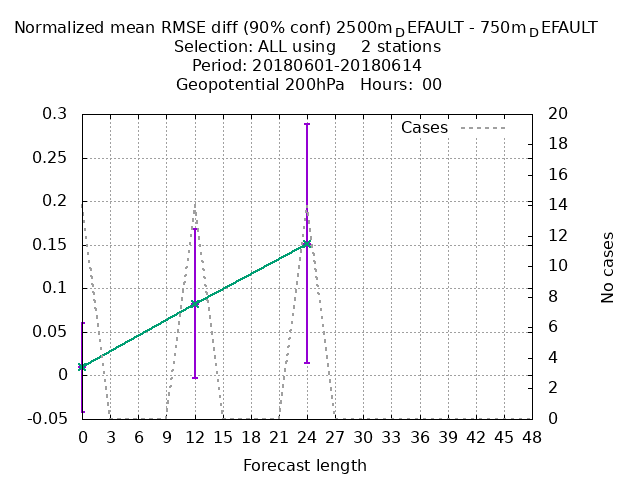 Normalized mean RMSE diff (90% conf) 2500m_DEFAULT - 750m_DEFAULT
Selection: ALL using     2 stations
Period: 20180601-20180614
Geopotential 200hPa   Hours:  00
Cases
0.3
0.25
0.2
0.15
0.1
0.05
0
-0.05
20
18
16
14
12
10
8
6
4
2
0
No cases
0 3 6 9 12 15 18 21 24 27 30 33 36 39 42 45 48
Forecast length